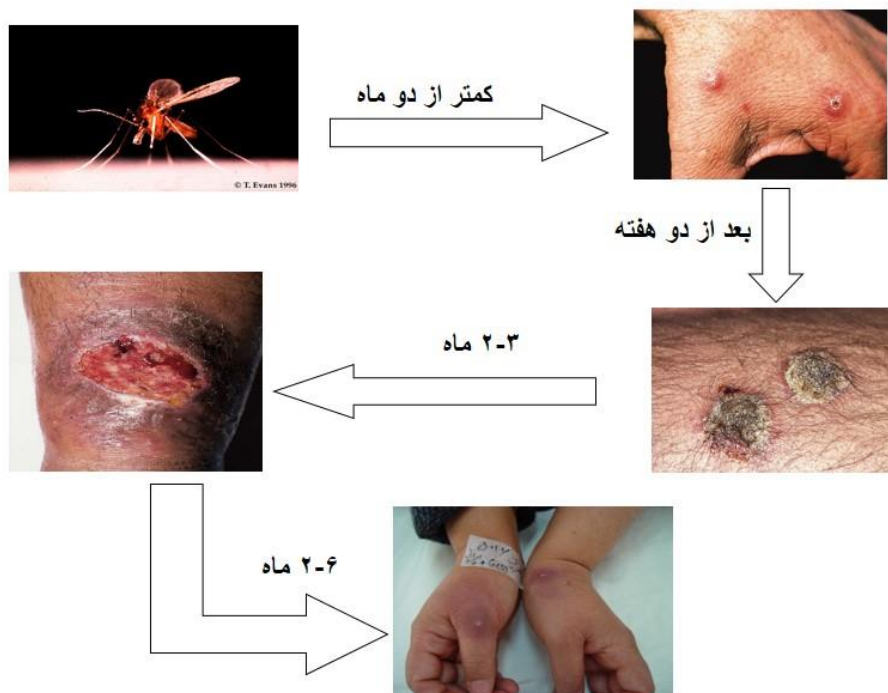 کمتر از دو ماه
© T. Evans 1996
بعد از دو هفته
۲-۳ ماه
۲-۶ ماه